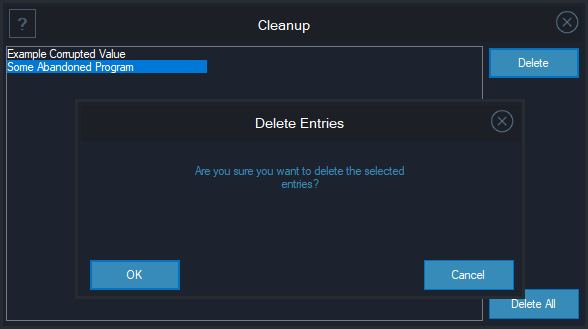 ?
Cleanup
Example Corrupted Value
Some Abandoned Program
Delete
Delete Entries
Are you sure you want to delete the selected
entries?
OK
Cancel
Delete All